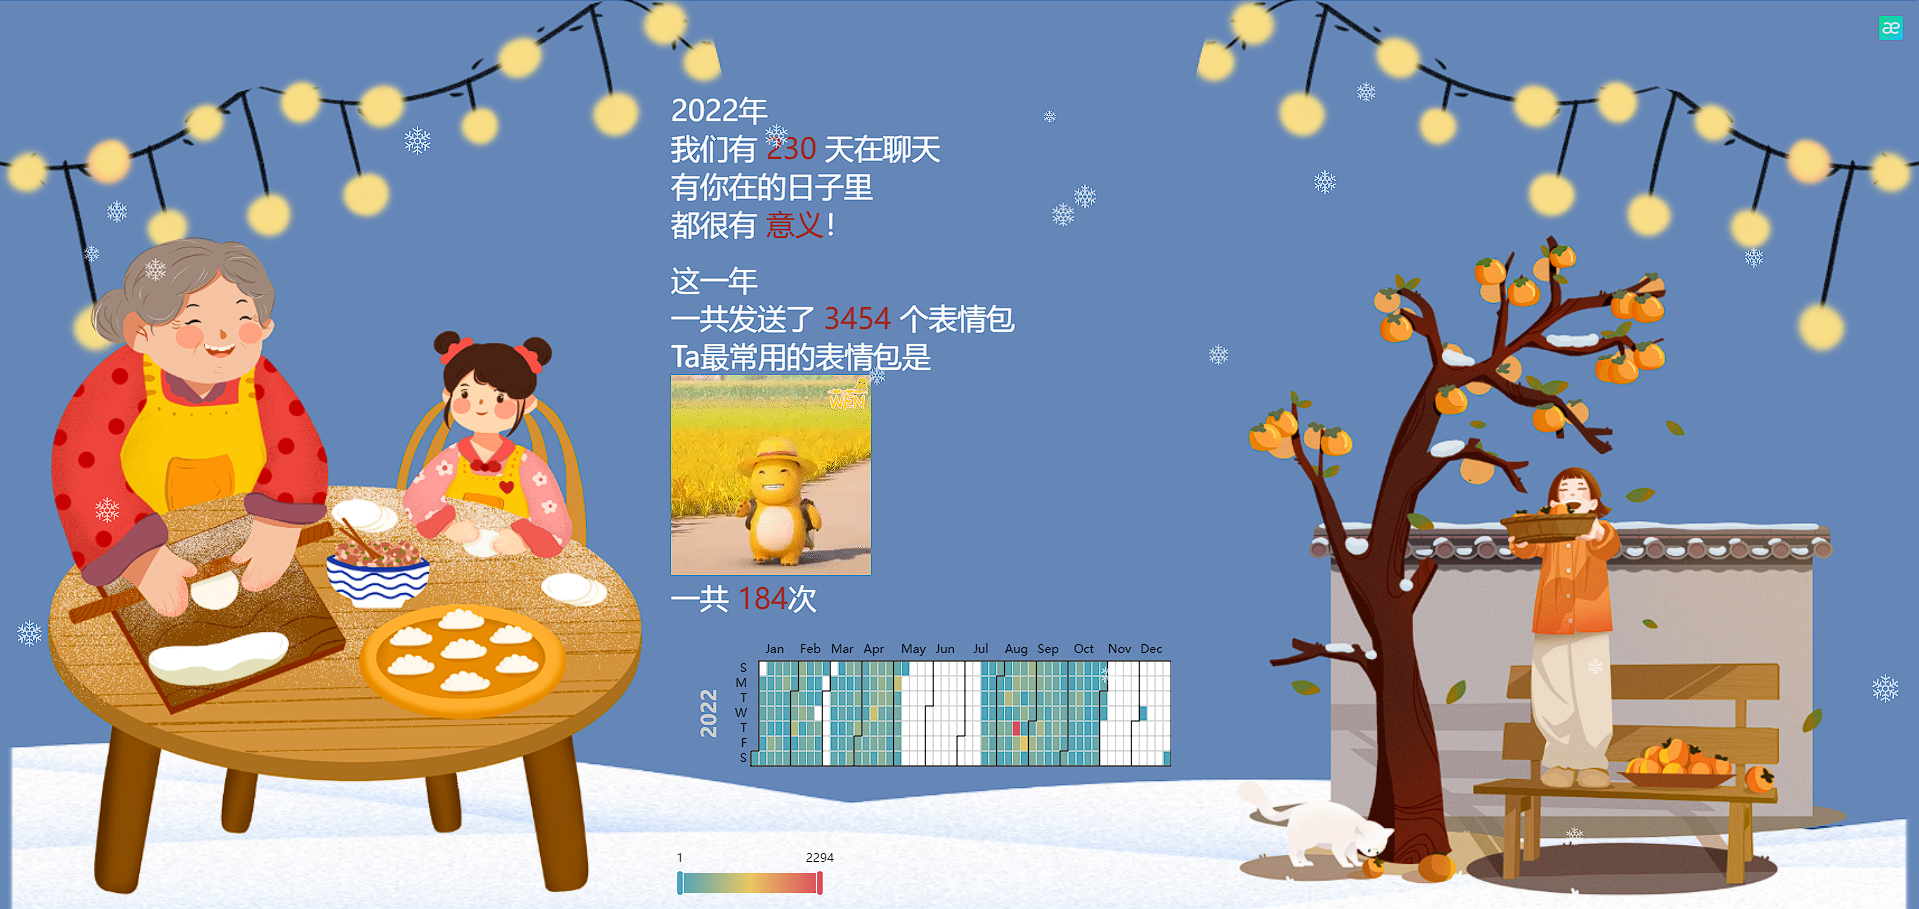 æ
2022年
我们有 230 天在聊天
有你在的日子里
都很有 意义!
这一年
一共发送了 3454 个表情包
Ta最常用的表情包是
WEN
一共 184次
Jan Feb Mar Apr May Jun Jul Aug Sep Oct Nov Dec
S
M
T
W
T
F
S
2022
1 2294